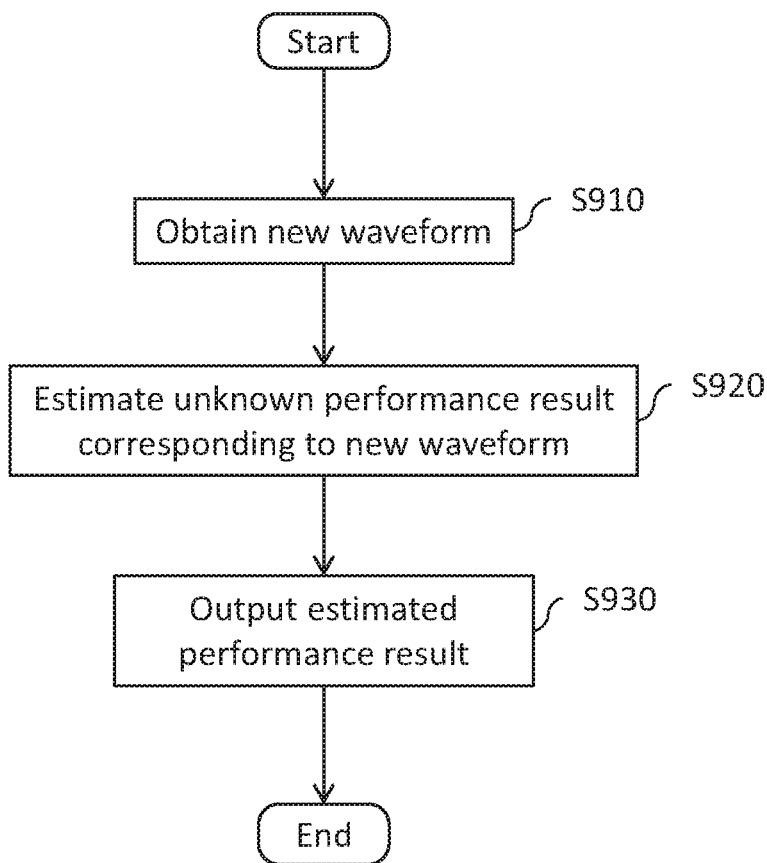 Start
Obtain new waveform
S910
Estimate unknown performance result
corresponding to new waveform
S920
Output estimated
performance result
S930
End